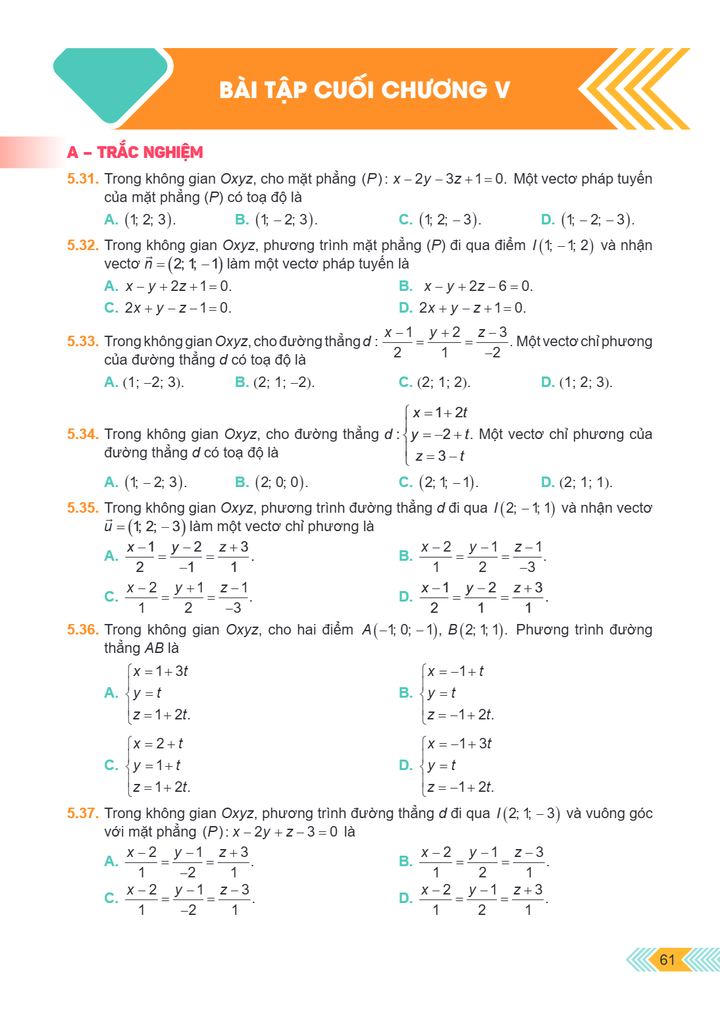 BÀI TẬP CUỐI CHƯƠNG V
A – TRẮC NGHIỆM
5.31. Trong không gian Oxyz, cho mặt phẳng (P): x − 2y − 3z + 1 = 0. Một vectơ pháp tuyến
của mặt phẳng (P) có toạ độ là
A. (1; 2; 3). B. (1; − 2; 3). C. (1; 2; − 3). D. (1; − 2; − 3).
5.32. Trong không gian Oxyz, phương trình mặt phẳng (P) đi qua điểm I(1; −1; 2) và nhận
vectơ n⃗ = (2; 1; −1) làm một vectơ pháp tuyến là
A. x − y + 2z + 1 = 0. B. x − y + 2z − 6 = 0.
C. 2x + y − z − 1 = 0. D. 2x + y − z + 1 = 0.
5.33. Trong không gian Oxyz, cho đường thẳng d : (x − 1)/2 = (y + 2)/1 = (z − 3)/−2. Một vectơ chỉ phương
của đường thẳng d có toạ độ là
A. (1; −2; 3). B. (2; 1; −2). C. (2; 1; 2). D. (1; 2; 3).
x = 1 + 2t
5.34. Trong không gian Oxyz, cho đường thẳng d : { y = −2 + t. Một vectơ chỉ phương của
z = 3 − t
đường thẳng d có toạ độ là
A. (1; − 2; 3). B. (2; 0; 0). C. (2; 1; −1). D. (2; 1; 1).
5.35. Trong không gian Oxyz, phương trình đường thẳng d đi qua I(2; −1; 1) và nhận vectơ
u⃗ = (1; 2; − 3) làm một vectơ chỉ phương là
A. (x − 1)/2 = (y − 2)/−1 = (z + 3)/1. B. (x − 2)/1 = (y − 1)/2 = (z − 1)/−3.
C. (x − 2)/1 = (y + 1)/2 = (z − 1)/−3. D. (x − 1)/2 = (y − 2)/1 = (z + 3)/1.
5.36. Trong không gian Oxyz, cho hai điểm A(−1; 0; −1), B(2; 1; 1). Phương trình đường
thẳng AB là
x = 1 + 3t x = −1 + t
A. { y = t B. { y = t
z = 1 + 2t. z = −1 + 2t.
x = 2 + t x = −1 + 3t
C. { y = 1 + t D. { y = t
z = 1 + 2t. z = −1 + 2t.
5.37. Trong không gian Oxyz, phương trình đường thẳng d đi qua I(2; 1; − 3) và vuông góc
với mặt phẳng (P): x − 2y + z − 3 = 0 là
A. (x − 2)/1 = (y − 1)/−2 = (z + 3)/1. B. (x − 2)/1 = (y − 1)/2 = (z − 3)/1.
C. (x − 2)/1 = (y − 1)/−2 = (z − 3)/1. D. (x − 2)/1 = (y − 1)/2 = (z + 3)/1.
61